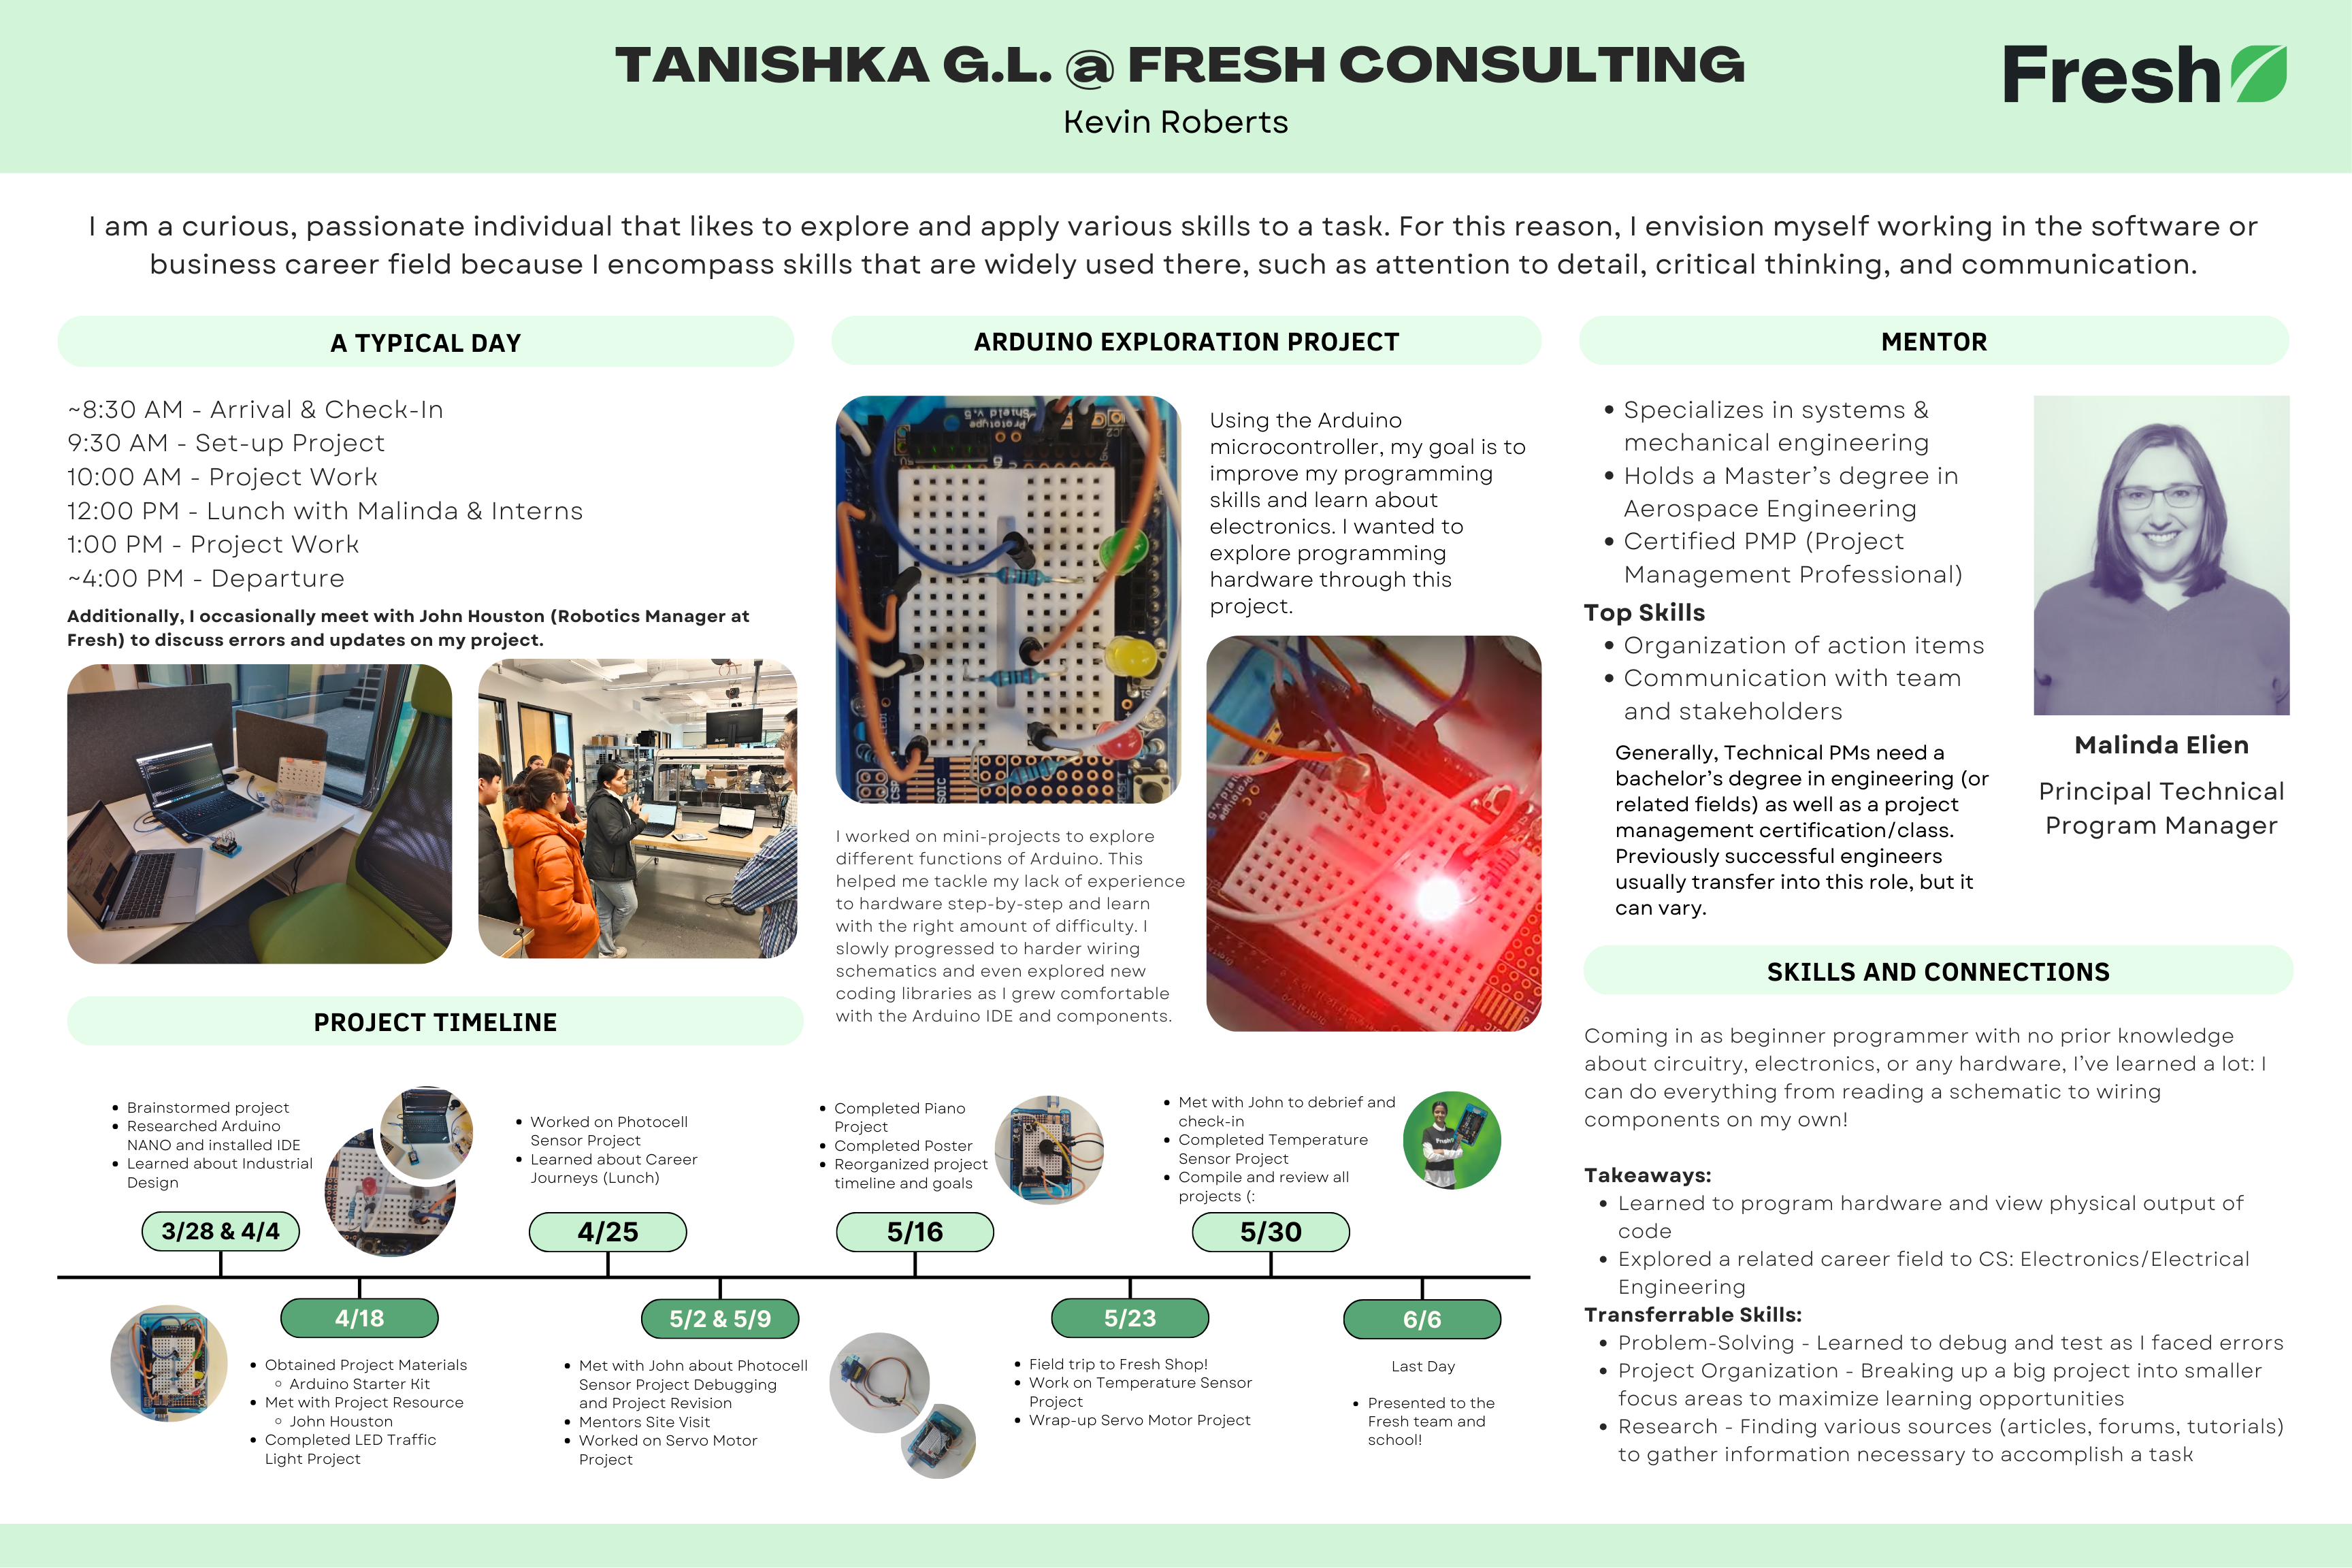 TANISHKA G.L. @ FRESH CONSULTING
Kevin Roberts
Fresh
I am a curious, passionate individual that likes to explore and apply various skills to a task. For this reason, I envision myself working in the software or
business career field because I encompass skills that are widely used there, such as attention to detail, critical thinking, and communication.
A TYPICAL DAY
~8:30 AM - Arrival & Check-In
9:30 AM - Set-up Project
10:00 AM - Project Work
12:00 PM - Lunch with Malinda & Interns
1:00 PM - Project Work
~4:00 PM - Departure
Additionally, I occasionally meet with John Houston (Robotics Manager at
Fresh) to discuss errors and updates on my project.
ARDUINO EXPLORATION PROJECT
Using the Arduino
microcontroller, my goal is to
improve my programming
skills and learn about
electronics. I wanted to
explore programming
hardware through this
project.
I worked on mini-projects to explore
different functions of Arduino. This
helped me tackle my lack of experience
to hardware step-by-step and learn
with the right amount of difficulty. I
slowly progressed to harder wiring
schematics and even explored new
coding libraries as I grew comfortable
with the Arduino IDE and components.
MENTOR
• Specializes in systems &
mechanical engineering
• Holds a Master's degree in
Aerospace Engineering
• Certified PMP (Project
Management Professional)
Top Skills
• Organization of action items
• Communication with team
and stakeholders
Generally, Technical PMs need a
bachelor's degree in engineering (or
related fields) as well as a project
management certification/class.
Previously successful engineers
usually transfer into this role, but it
can vary.
Malinda Elien
Principal Technical
Program Manager
PROJECT TIMELINE
• Brainstormed project
• Researched Arduino
NANO and installed IDE
• Learned about Industrial
Design
3/28 & 4/4
4/18
• Obtained Project Materials
◦ Arduino Starter Kit
• Met with Project Resource
◦ John Houston
• Completed LED Traffic
Light Project
• Worked on Photocell
Sensor Project
• Learned about Career
Journeys (Lunch)
4/25
5/2 & 5/9
• Met with John about Photocell
Sensor Project Debugging
and Project Revision
• Mentors Site Visit
• Worked on Servo Motor
Project
• Completed Piano
Project
• Completed Poster
• Reorganized project
timeline and goals
5/16
5/23
• Field trip to Fresh Shop!
• Work on Temperature Sensor
Project
• Wrap-up Servo Motor Project
• Met with John to debrief and
check-in
• Completed Temperature
Sensor Project
• Compile and review all
projects (:
5/30
6/6
Last Day
• Presented to the
Fresh team and
school!
SKILLS AND CONNECTIONS
Coming in as beginner programmer with no prior knowledge
about circuitry, electronics, or any hardware, I've learned a lot: I
can do everything from reading a schematic to wiring
components on my own!
Takeaways:
• Learned to program hardware and view physical output of
code
• Explored a related career field to CS: Electronics/Electrical
Engineering
Transferrable Skills:
• Problem-Solving - Learned to debug and test as I faced errors
• Project Organization - Breaking up a big project into smaller
focus areas to maximize learning opportunities
• Research - Finding various sources (articles, forums, tutorials)
to gather information necessary to accomplish a task